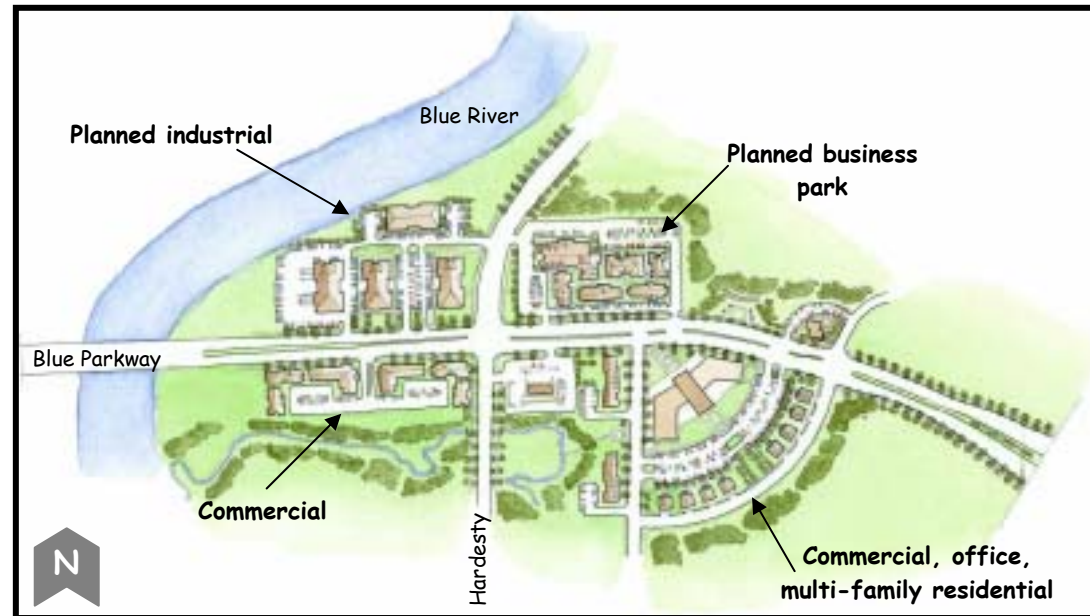 Blue River
Planned industrial
Planned business
park
Blue Parkway
Commercial
Hardesty
Commercial, office,
multi-family residential
N